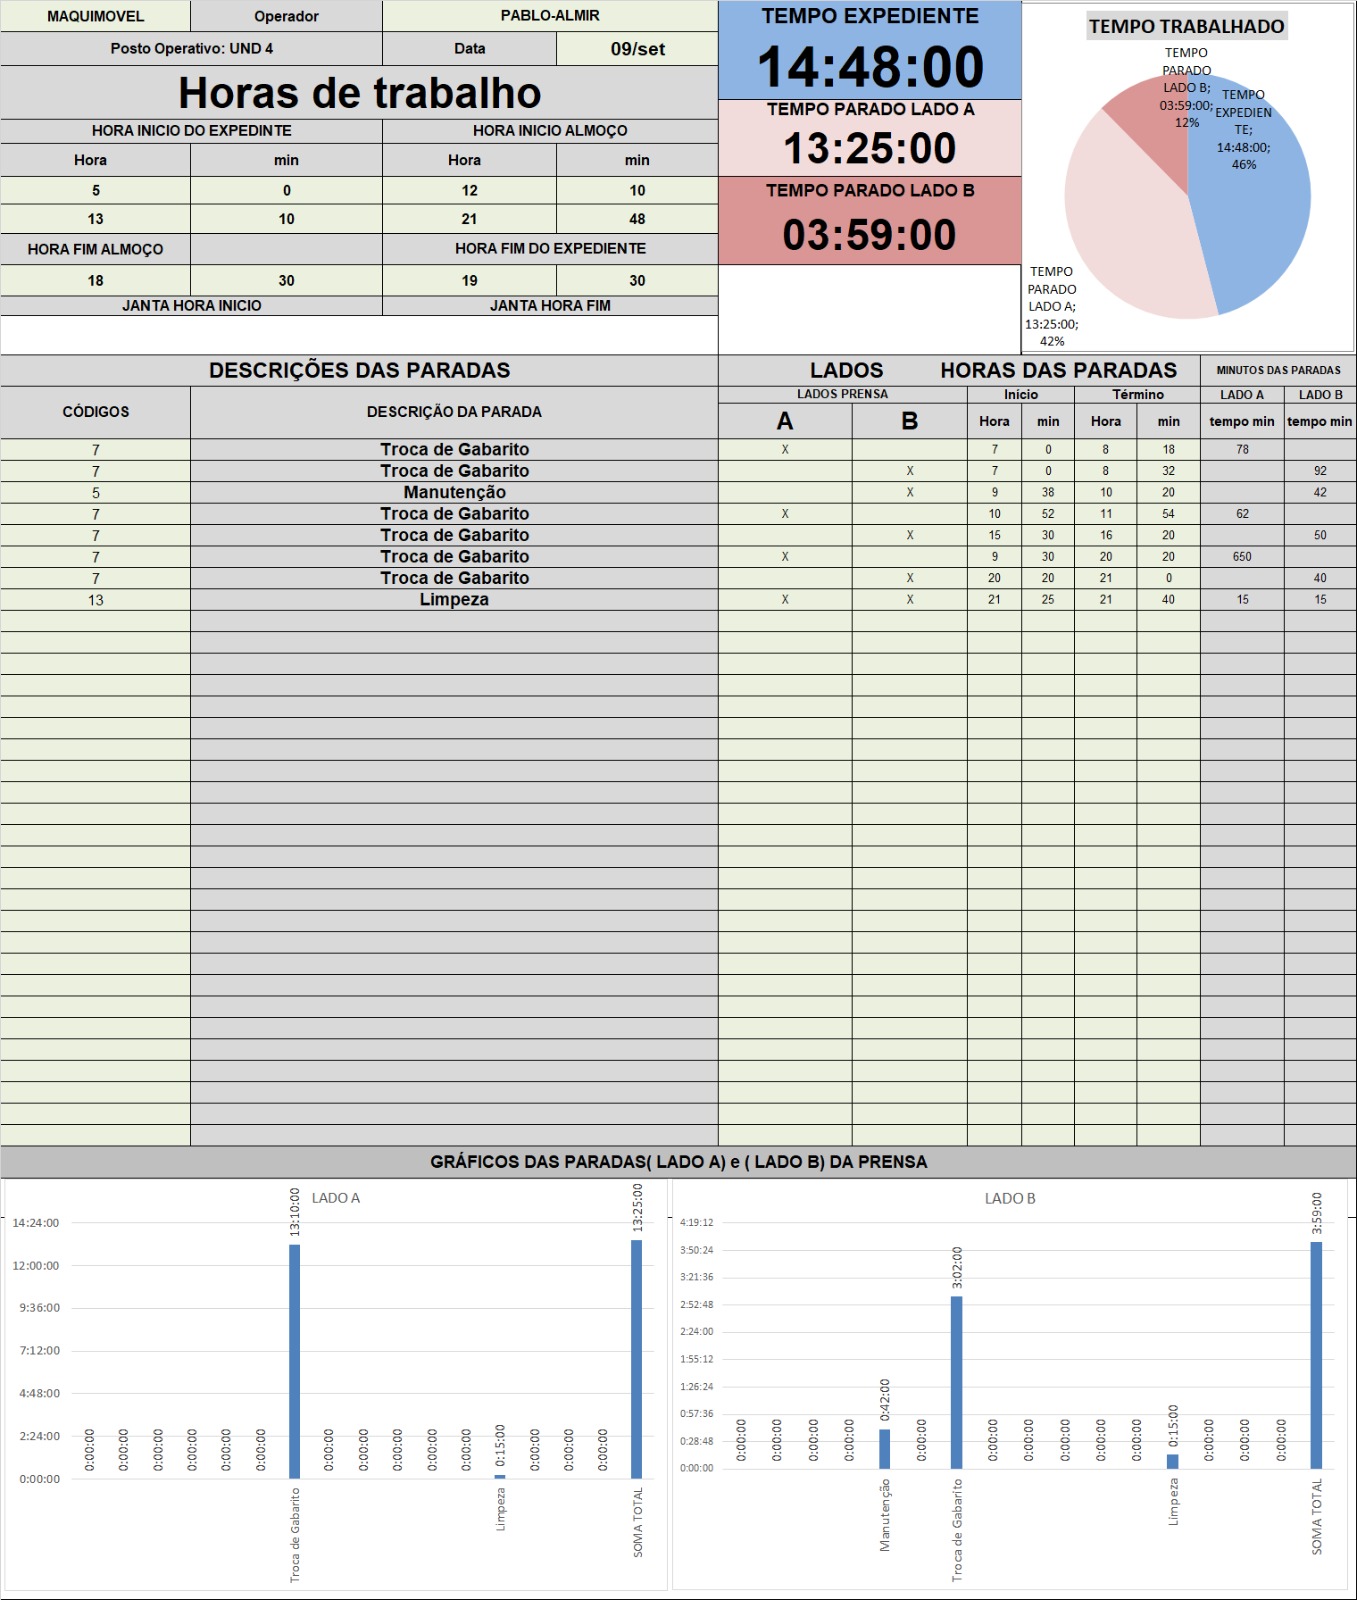 MAQUIMOVEL Operador PABLO-ALMIR
Posto Operativo: UND 4 Data 09/set
Horas de trabalho
HORA INICIO DO EXPEDINTE HORA INICIO ALMOÇO
Hora min Hora min
5 0 12 10
13 10 21 48
HORA FIM ALMOÇO HORA FIM DO EXPEDIENTE
18 30 19 30
JANTA HORA INICIO JANTA HORA FIM
TEMPO EXPEDIENTE
14:48:00
TEMPO PARADO LADO A
13:25:00
TEMPO PARADO LADO B
03:59:00
TEMPO TRABALHADO
TEMPO
PARADO
LADO B;
03:59:00;
12%
TEMPO
EXPEDIEN
TE;
14:48:00;
46%
TEMPO
PARADO
LADO A;
13:25:00;
42%
DESCRIÇÕES DAS PARADAS LADOS HORAS DAS PARADAS MINUTOS DAS PARADAS
CÓDIGOS DESCRIÇÃO DA PARADA LADOS PRENSA Início Término LADO A LADO B
A B Hora min Hora min tempo min tempo min
7 Troca de Gabarito X 7 0 8 18 78
7 Troca de Gabarito X 7 0 8 32 92
5 Manutenção X 9 38 10 20 42
7 Troca de Gabarito X 10 52 11 54 62
7 Troca de Gabarito X 15 30 16 20 50
7 Troca de Gabarito X 9 30 20 20 650
7 Troca de Gabarito X 20 20 21 0 40
13 Limpeza X X 21 25 21 40 15 15
GRÁFICOS DAS PARADAS( LADO A) e ( LADO B) DA PRENSA
LADO A
14:24:00
12:00:00
9:36:00
7:12:00
4:48:00
2:24:00
0:00:00
0:00:00 0:00:00 0:00:00 0:00:00 0:00:00 0:00:00 13:10:00 0:00:00 0:00:00 0:00:00 0:00:00 0:00:00 0:15:00 0:00:00 0:00:00 0:00:00 13:25:00
Troca de Gabarito Limpeza SOMA TOTAL
LADO B
4:19:12
3:50:24
3:21:36
2:52:48
2:24:00
1:55:12
1:26:24
0:57:36
0:28:48
0:00:00
0:00:00 0:00:00 0:00:00 0:00:00 0:42:00 0:00:00 3:02:00 0:00:00 0:00:00 0:00:00 0:00:00 0:00:00 0:15:00 0:00:00 0:00:00 0:00:00 3:59:00
Manutenção Troca de Gabarito Limpeza SOMA TOTAL